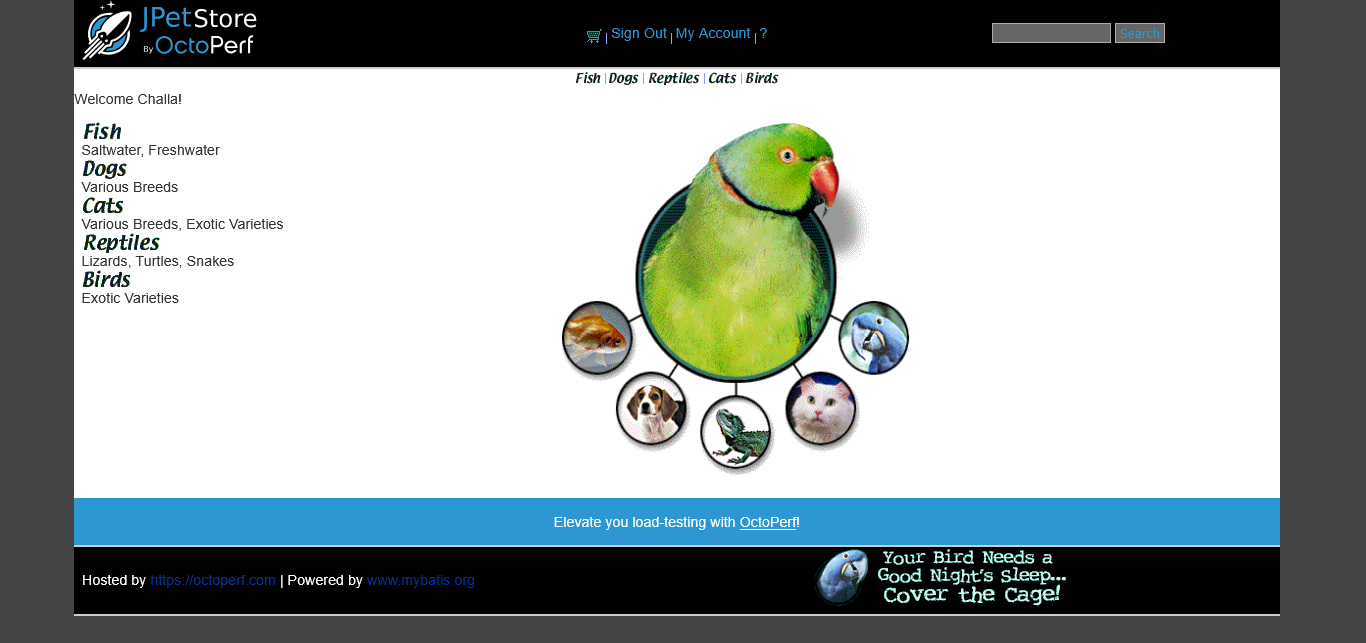 JPetStore
By OctoPerf
Sign Out | My Account | ?
Search
Fish | Dogs | Reptiles | Cats | Birds
Welcome Challa!
Fish
Saltwater, Freshwater
Dogs
Various Breeds
Cats
Various Breeds, Exotic Varieties
Reptiles
Lizards, Turtles, Snakes
Birds
Exotic Varieties
Elevate you load-testing with OctoPerf!
Hosted by https://octoperf.com | Powered by www.mybatis.org
Your Bird Needs a
Good Night's Sleep...
Cover the Cage!